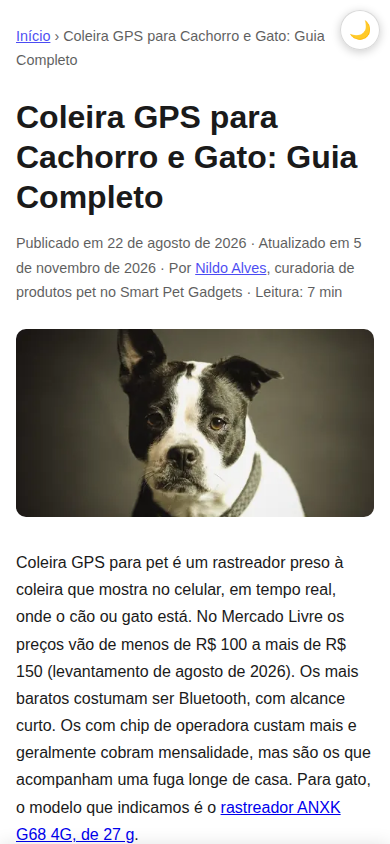 Início › Coleira GPS para Cachorro e Gato: Guia
Completo
Coleira GPS para
Cachorro e Gato: Guia
Completo
Publicado em 22 de agosto de 2026 · Atualizado em 5
de novembro de 2026 · Por Nildo Alves, curadoria de
produtos pet no Smart Pet Gadgets · Leitura: 7 min
Coleira GPS para pet é um rastreador preso à
coleira que mostra no celular, em tempo real,
onde o cão ou gato está. No Mercado Livre os
preços vão de menos de R$ 100 a mais de R$
150 (levantamento de agosto de 2026). Os mais
baratos costumam ser Bluetooth, com alcance
curto. Os com chip de operadora custam mais e
geralmente cobram mensalidade, mas são os que
acompanham uma fuga longe de casa. Para gato,
o modelo que indicamos é o rastreador ANXK
G68 4G, de 27 g.